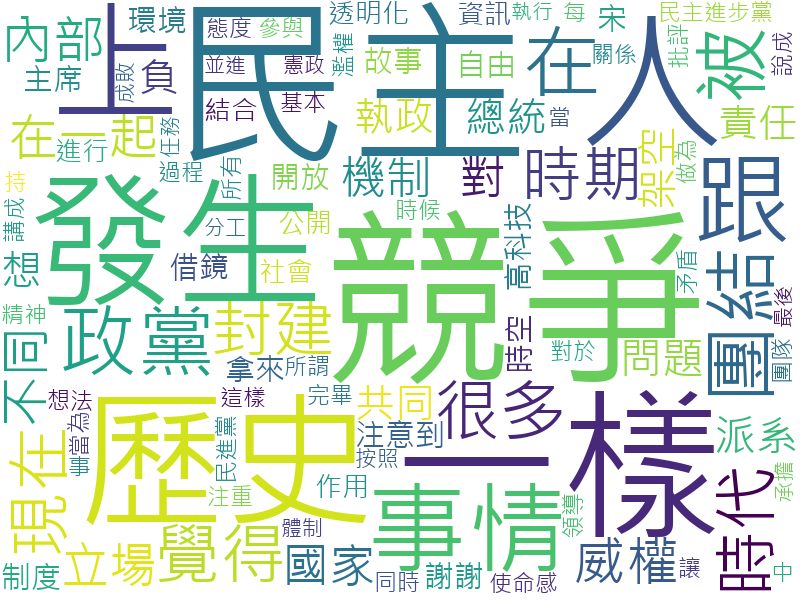 內部
環境
上
民主
人
透明化
資訊
執行
每
宋
民主進步黨
在
被
主席
成敗
負
態度
參與
並進
憲政
濫權
故事
自由
關係
批評
說成
結合
基本
執政
總統
當
責任
在一起
進行
過任務
所有
開放
機制
對
時期
架空
做為
跟
持
講成
發生
分工
公開
時候
競爭
高科技
想
借鏡
社會
團結
矛盾
最後
精神
政黨
封建
時空
對於
問題
團隊
不同
拿來
所謂
歷史
想法
這樣
完畢
共同
很多
一樣
當為
民進黨
注意到
派系
現在
事
注重
按照
作用
事情
領導
時代
承擔
覺得
體制
制度
立場
國家
同時
謝謝
使命感
威權
讓
中